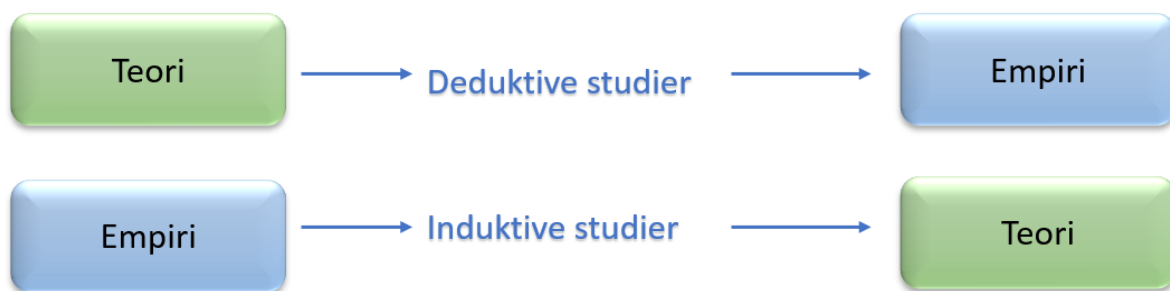 Teori
Deduktive studier
Empiri
Empiri
Induktive studier
Teori